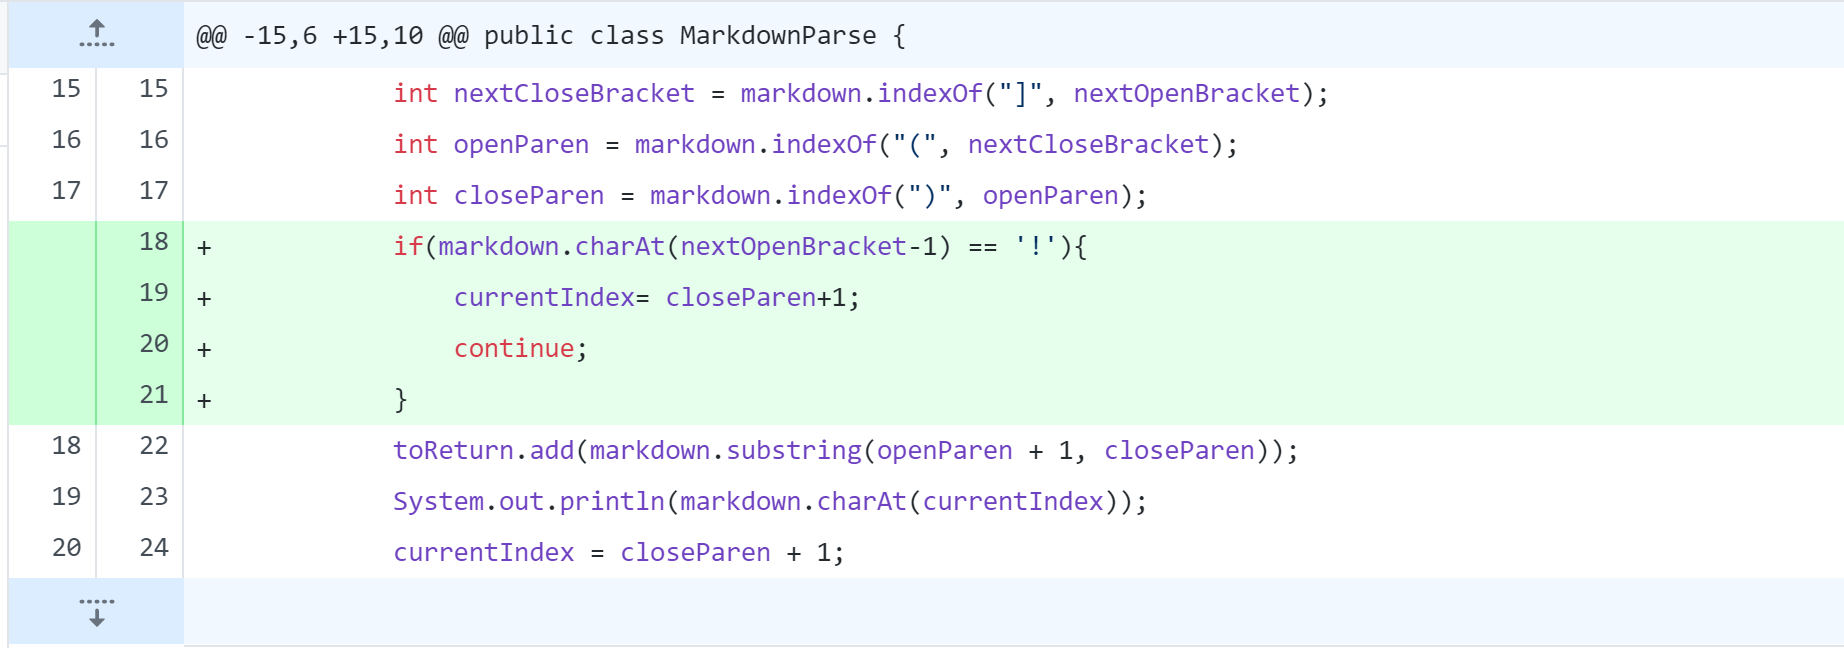 @@ -15,6 +15,10 @@ public class MarkdownParse {
15 15 int nextCloseBracket = markdown.indexOf("]", nextOpenBracket);
16 16 int openParen = markdown.indexOf("(", nextCloseBracket);
17 17 int closeParen = markdown.indexOf(")", openParen);
18 + if(markdown.charAt(nextOpenBracket-1) == '!'){
19 + currentIndex= closeParen+1;
20 + continue;
21 + }
18 22 toReturn.add(markdown.substring(openParen + 1, closeParen));
19 23 System.out.println(markdown.charAt(currentIndex));
20 24 currentIndex = closeParen + 1;